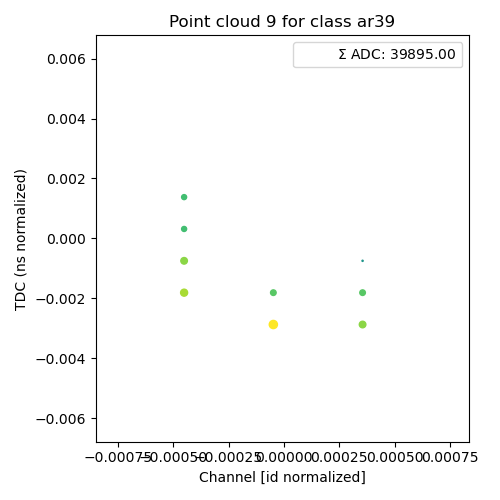 Point cloud 9 for class ar39
Σ ADC: 39895.00
TDC (ns normalized)
0.006
0.004
0.002
0.000
−0.002
−0.004
−0.006
−0.00075 −0.00050 −0.00025 0.00000 0.00025 0.00050 0.00075
Channel [id normalized]